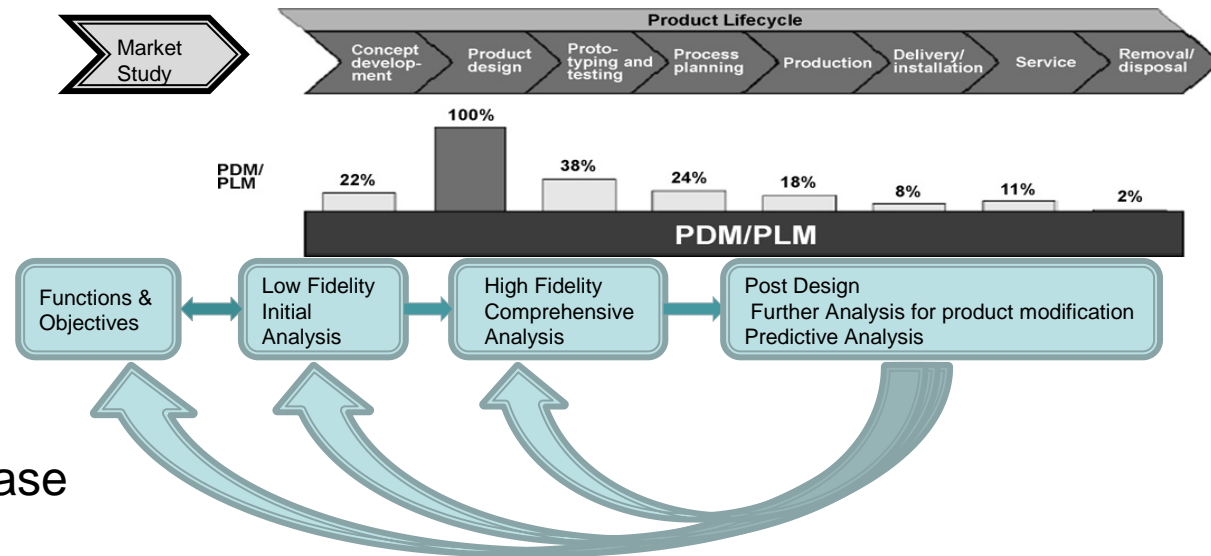 Product Lifecycle
Market
Study
Concept
develop-
ment
Product
design
Proto-
typing and
testing
Process
planning
Production
Delivery/
installation
Service
Removal/
disposal
PDM/
PLM
22%
100%
38%
24%
18%
8%
11%
2%
PDM/PLM
Functions &
Objectives
Low Fidelity
Initial
Analysis
High Fidelity
Comprehensive
Analysis
Post Design
Further Analysis for product modification
Predictive Analysis
ase